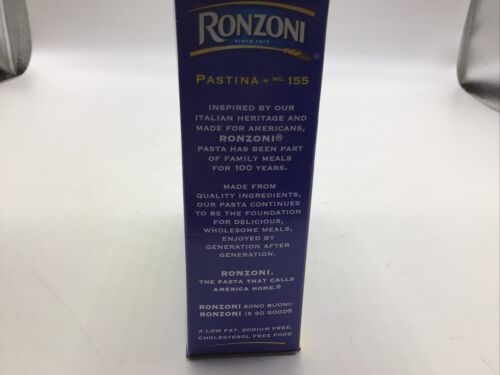 RONZONI
SINCE 1915
®
PASTINA • NO. 155
INSPIRED BY OUR
ITALIAN HERITAGE AND
MADE FOR AMERICANS,
RONZONI®
PASTA HAS BEEN PART
OF FAMILY MEALS
FOR 100 YEARS.
MADE FROM
QUALITY INGREDIENTS,
OUR PASTA CONTINUES
TO BE THE FOUNDATION
FOR DELICIOUS,
WHOLESOME MEALS,
ENJOYED BY
GENERATION AFTER
GENERATION.
RONZONI.
THE PASTA THAT CALLS
AMERICA HOME.®
RONZONI SONO BUONI-
RONZONI IS SO GOOD®
A LOW FAT, SODIUM FREE,
CHOLESTEROL FREE FOOD